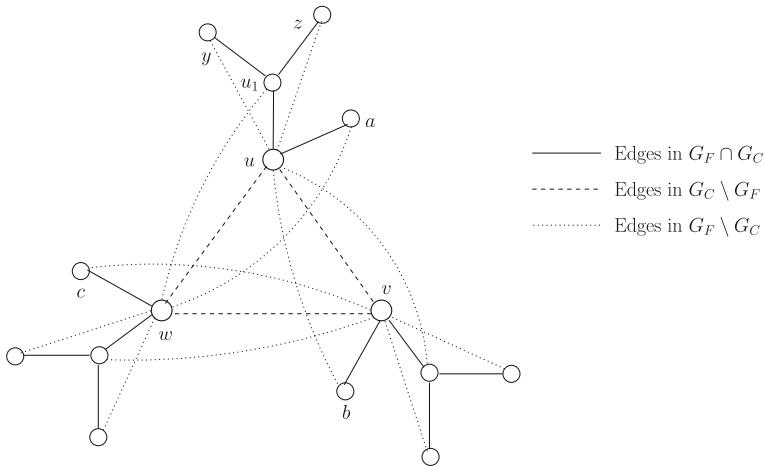 z
y
u₁
a
u
Edges in G_F ∩ G_C
Edges in G_C \ G_F
Edges in G_F \ G_C
c
v
w
b